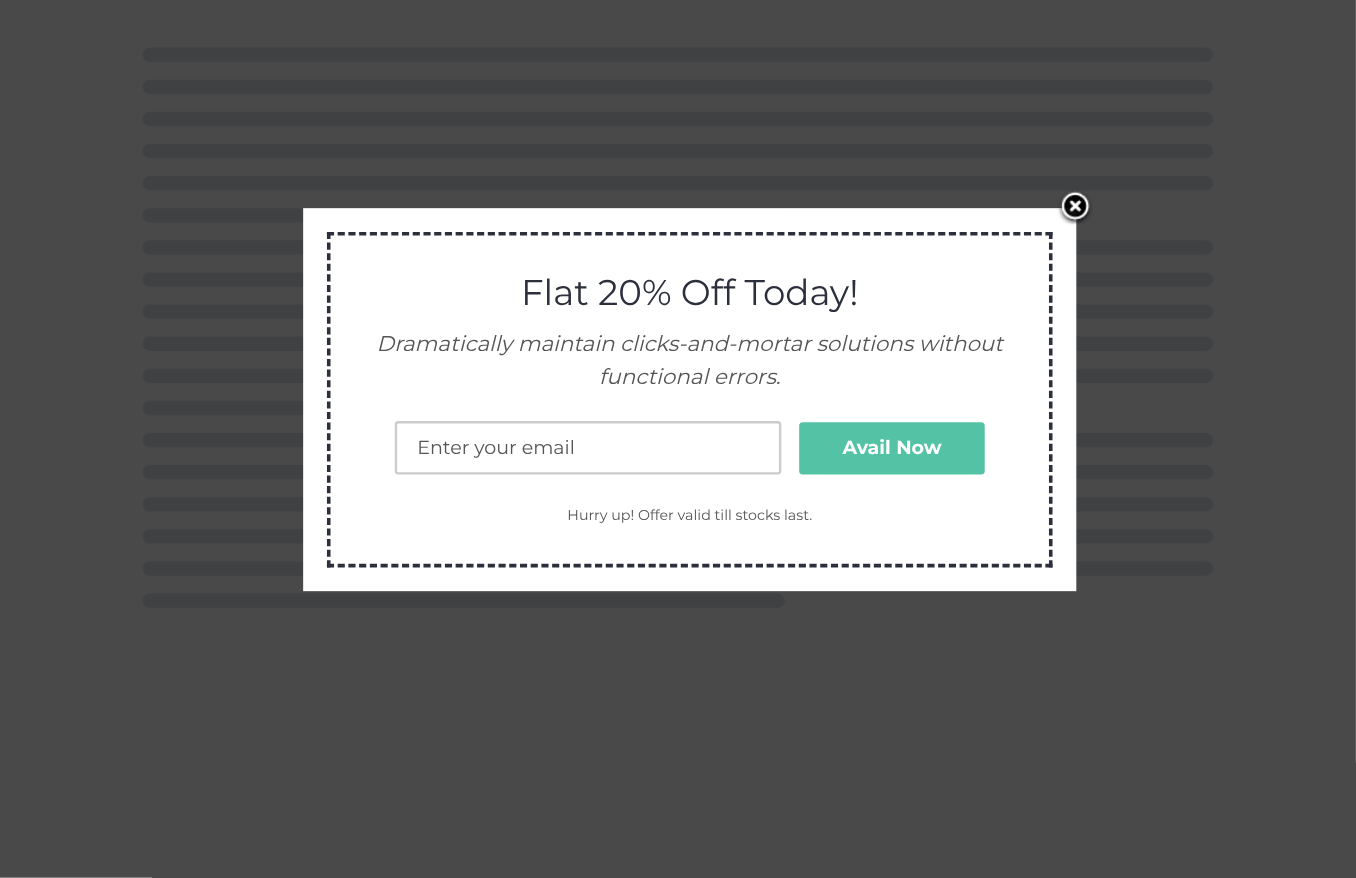 Flat 20% Off Today!
Dramatically maintain clicks-and-mortar solutions without
functional errors.
Enter your email
Avail Now
Hurry up! Offer valid till stocks last.